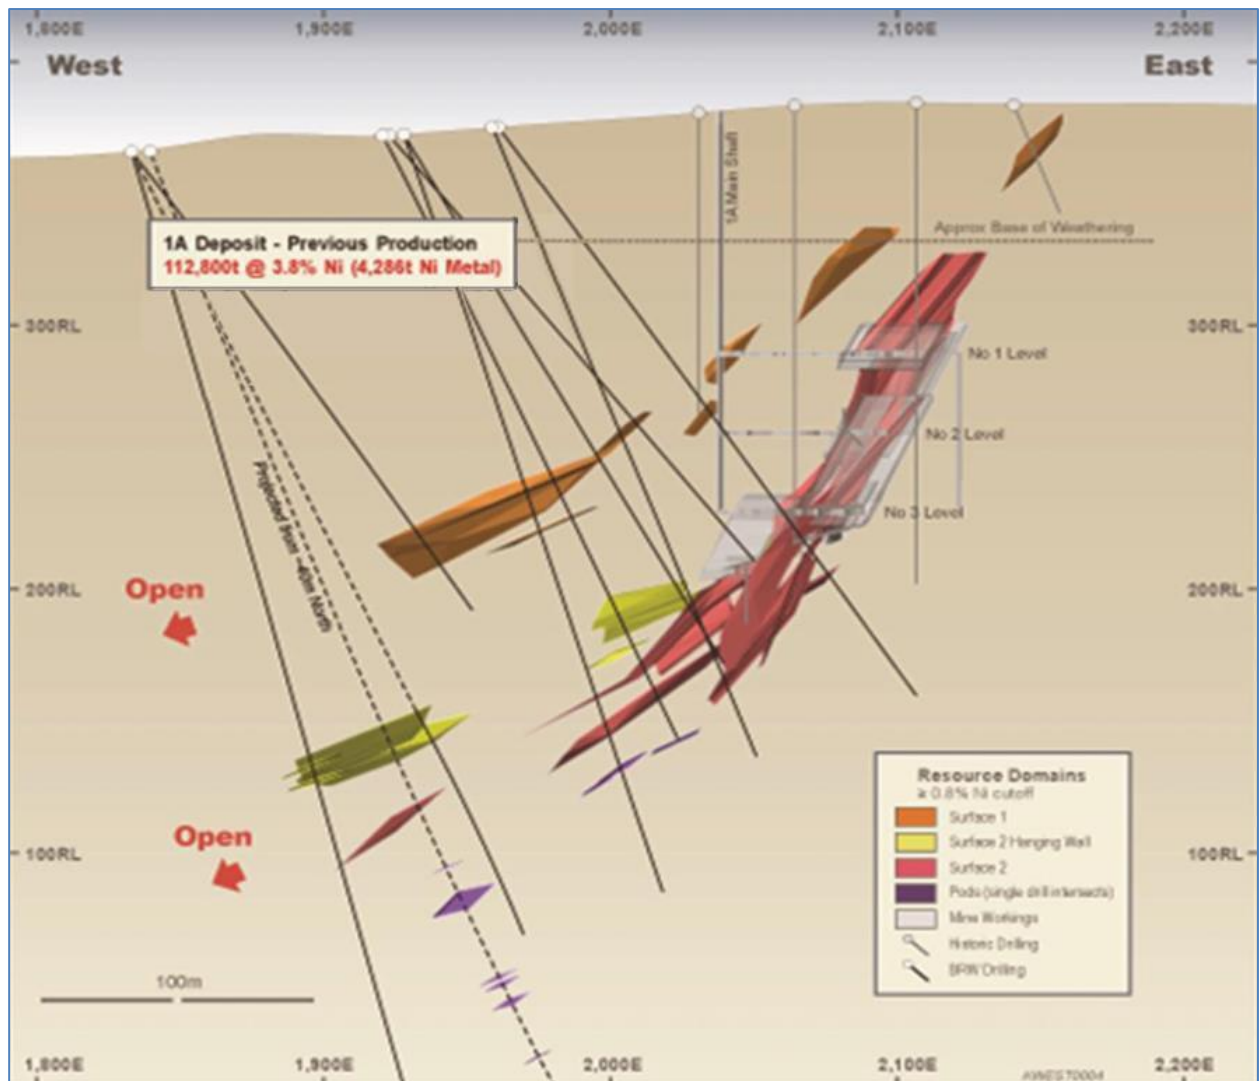 1,800E 1,900E 2,000E 2,100E 2,200E
West East
1A Main Shaft
Approx Base of Weathering
1A Deposit - Previous Production
112,800t @ 3.8% Ni (4,286t Ni Metal)
300RL 300RL
No 1 Level
No 2 Level
Projected from ~40m North
No 3 Level
Open
200RL 200RL
Open
100RL 100RL
Resource Domains
≥ 0.8% Ni cutoff
Surface 1
Surface 2 Hanging Wall
Surface 2
Pods (single drill intersects)
Mine Workings
Historic Drilling
BRW Drilling
100m
1,800E 1,900E 2,000E 2,100E 2,200E
AWEST0004